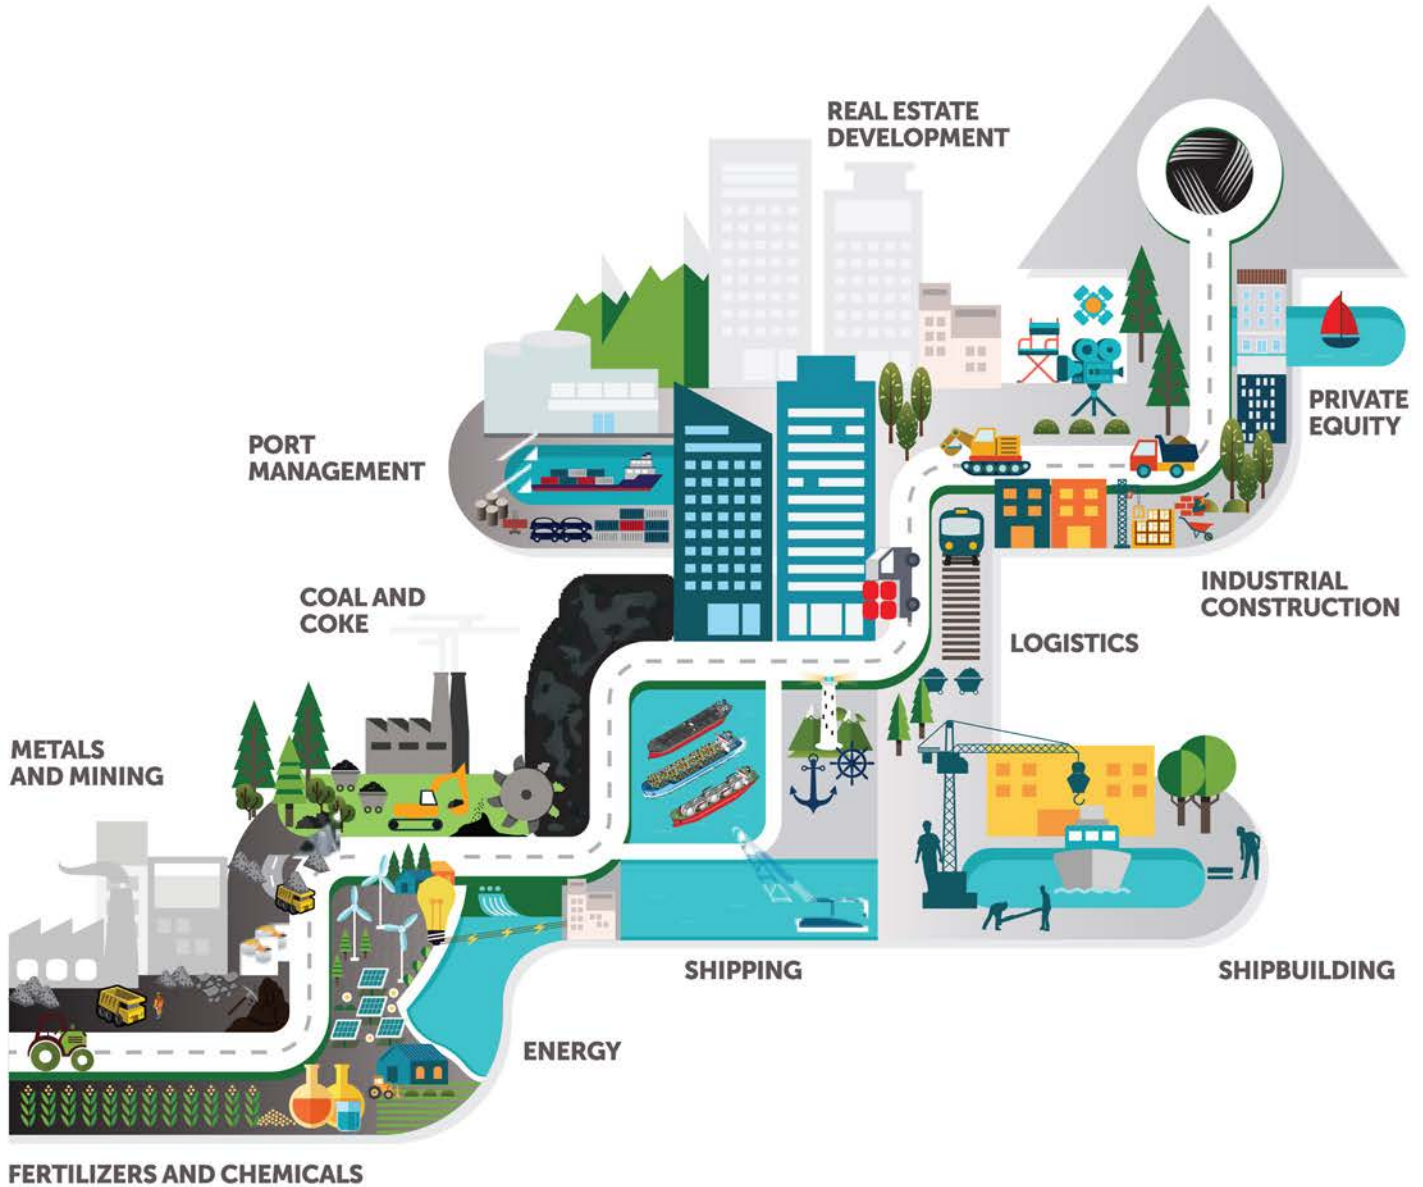 REAL ESTATE
DEVELOPMENT
PRIVATE
EQUITY
PORT
MANAGEMENT
INDUSTRIAL
CONSTRUCTION
COAL AND
COKE
LOGISTICS
METALS
AND MINING
SHIPPING
SHIPBUILDING
ENERGY
FERTILIZERS AND CHEMICALS